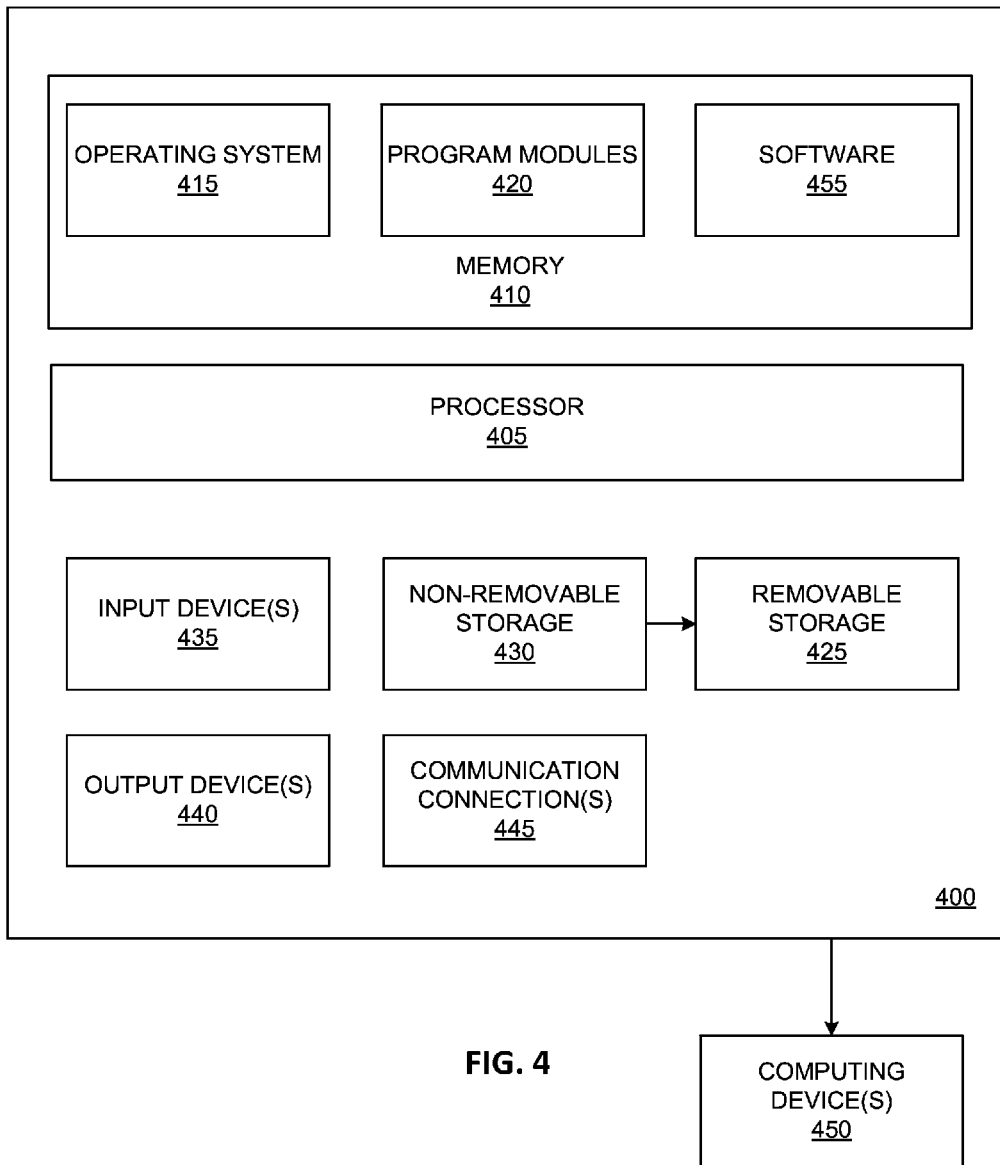 OPERATING SYSTEM
415
PROGRAM MODULES
420
SOFTWARE
455
MEMORY
410
PROCESSOR
405
INPUT DEVICE(S)
435
NON-REMOVABLE
STORAGE
430
REMOVABLE
STORAGE
425
OUTPUT DEVICE(S)
440
COMMUNICATION
CONNECTION(S)
445
400
FIG. 4
COMPUTING
DEVICE(S)
450